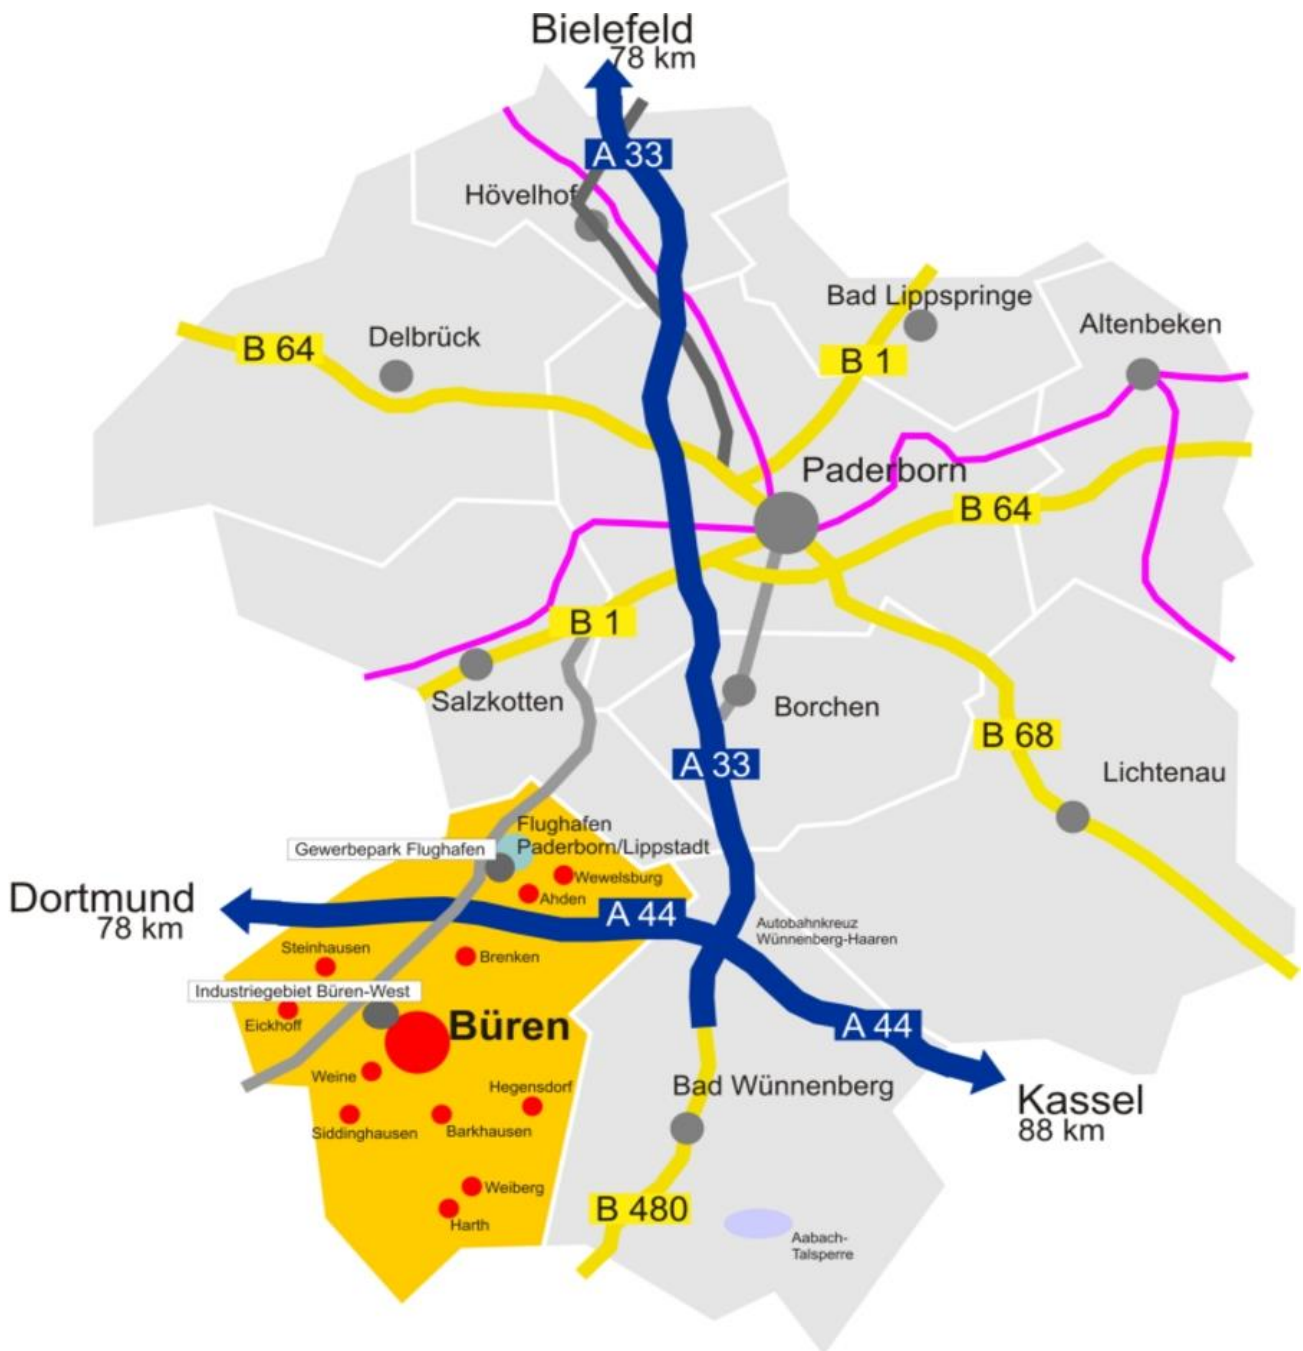 Bielefeld
78 km
A 33
Hövelhof
Bad Lippspringe
Altenbeken
Delbrück
B 64
B 1
Paderborn
B 64
B 1
Salzkotten
Borchen
B 68
A 33
Lichtenau
Flughafen
Paderborn/Lippstadt
Gewerbepark Flughafen
Wewelsburg
Ahden
Dortmund
78 km
A 44
Autobahnkreuz
Wünnenberg-Haaren
Steinhausen
Brenken
Industriegebiet Büren-West
Eickhoff
Büren
A 44
Weine
Hegensdorf
Bad Wünnenberg
Kassel
88 km
Siddinghausen
Barkhausen
Weiberg
Harth
B 480
Aabach-
Talsperre